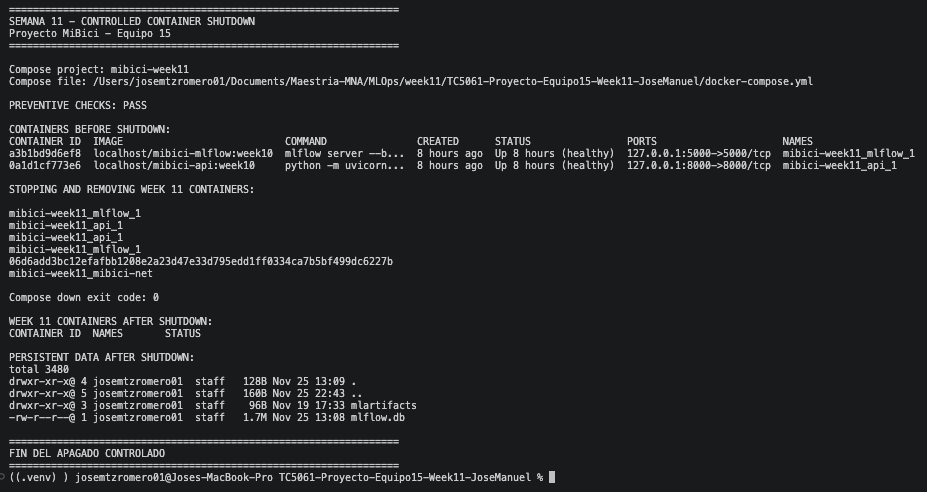 =================================================================
SEMANA 11 - CONTROLLED CONTAINER SHUTDOWN
Proyecto MiBici - Equipo 15
=================================================================
Compose project: mibici-week11
Compose file: /Users/josemtzromero01/Documents/Maestria-MNA/MLOps/week11/TC5061-Proyecto-Equipo15-Week11-JoseManuel/docker-compose.yml
PREVENTIVE CHECKS: PASS
CONTAINERS BEFORE SHUTDOWN:
CONTAINER ID  IMAGE                           COMMAND               CREATED      STATUS                PORTS                     NAMES
a3b1bd9d6ef8  localhost/mibici-mlflow:week10  mlflow server --b...  8 hours ago  Up 8 hours (healthy)  127.0.0.1:5000->5000/tcp  mibici-week11_mlflow_1
0a1d1cf773e6  localhost/mibici-api:week10     python -m uvicorn...  8 hours ago  Up 8 hours (healthy)  127.0.0.1:8000->8000/tcp  mibici-week11_api_1
STOPPING AND REMOVING WEEK 11 CONTAINERS:
mibici-week11_mlflow_1
mibici-week11_api_1
mibici-week11_api_1
mibici-week11_mlflow_1
06d6add3bc12efafbb1208e2a23d47e33d795edd1ff0334ca7b5bf499dc6227b
mibici-week11_mibici-net
Compose down exit code: 0
WEEK 11 CONTAINERS AFTER SHUTDOWN:
CONTAINER ID  NAMES       STATUS
PERSISTENT DATA AFTER SHUTDOWN:
total 3480
drwxr-xr-x@ 4 josemtzromero01  staff   128B Nov 25 13:09 .
drwxr-xr-x@ 5 josemtzromero01  staff   160B Nov 25 22:43 ..
drwxr-xr-x@ 3 josemtzromero01  staff    96B Nov 19 17:33 mlartifacts
-rw-r--r--@ 1 josemtzromero01  staff   1.7M Nov 25 13:08 mlflow.db
=================================================================
FIN DEL APAGADO CONTROLADO
=================================================================
((.venv) ) josemtzromero01@Joses-MacBook-Pro TC5061-Proyecto-Equipo15-Week11-JoseManuel %